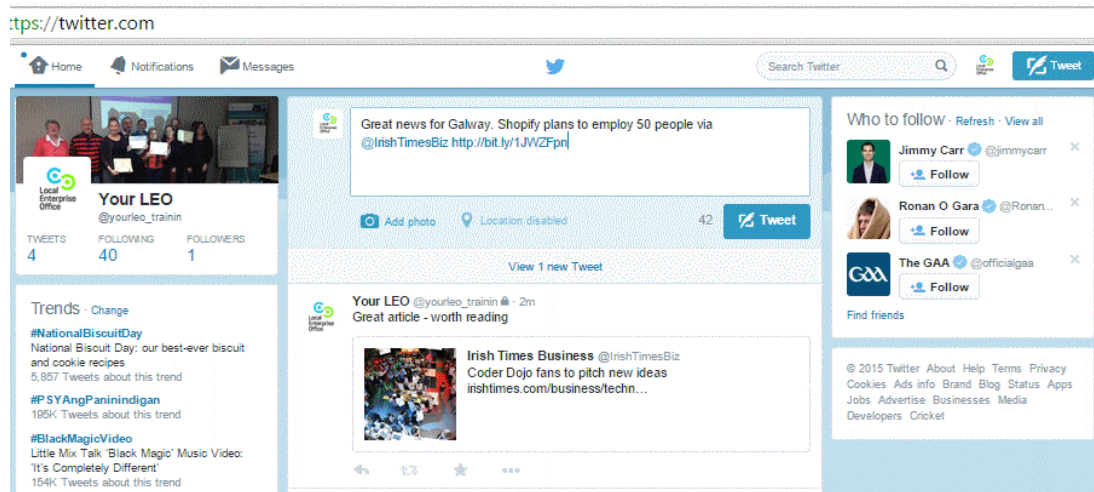 ttps://twitter.com
Home Notifications Messages
Search Twitter
Tweet
Local
Enterprise
Office
Your LEO
@yourleo_trainin
TWEETS FOLLOWING FOLLOWERS
4 40 1
Trends · Change
#NationalBiscuitDay
National Biscuit Day: our best-ever biscuit
and cookie recipes
5,857 Tweets about this trend
#PSYAngPaninindigan
195K Tweets about this trend
#BlackMagicVideo
Little Mix Talk 'Black Magic' Music Video:
'It's Completely Different'
154K Tweets about this trend
Great news for Galway. Shopify plans to employ 50 people via
@IrishTimesBiz http://bit.ly/1JWZFpn
Add photo Location disabled 42 Tweet
View 1 new Tweet
Your LEO @yourleo_trainin · 2m
Great article - worth reading
Irish Times Business @IrishTimesBiz
Coder Dojo fans to pitch new ideas
irishtimes.com/business/techn…
Who to follow · Refresh · View all
Jimmy Carr @jimmycarr
Follow
Ronan O Gara @Ronan...
Follow
GAA
The GAA @officialgaa
Follow
Find friends
© 2015 Twitter About Help Terms Privacy
Cookies Ads info Brand Blog Status Apps
Jobs Advertise Businesses Media
Developers Cricket